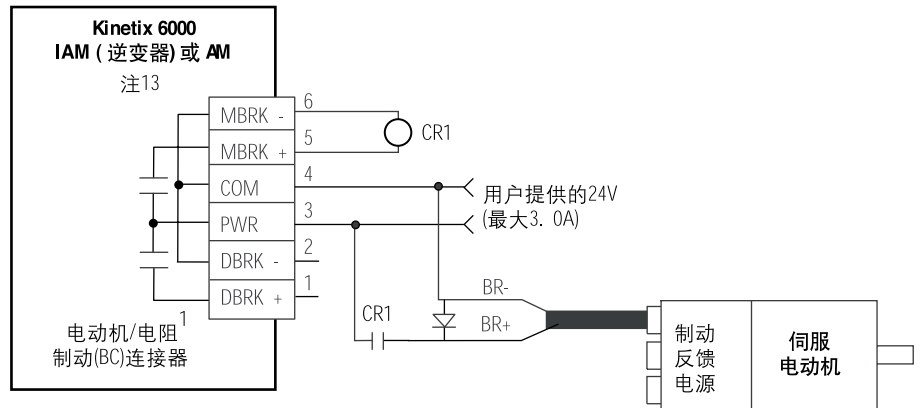 Kinetix 6000
IAM ( 逆变器) 或 AM
注13
MBRK -
6
MBRK +
5
CR1
COM
4
用户提供的24V
PWR
3
(最大3. 0A)
DBRK -
2
DBRK +
1
BR-
CR1
BR+
电动机/电阻1
制动(BC)连接器
制动
反馈
电源
伺服
电动机